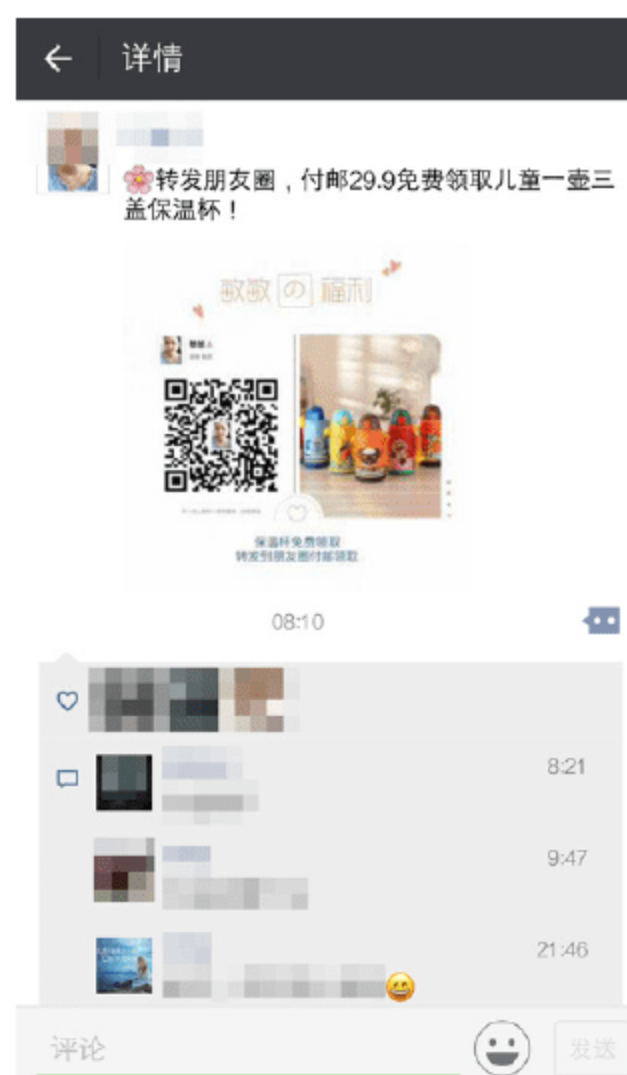 详情
转发朋友圈，付邮29.9免费领取儿童一壶三
盖保温杯！
敏敏の福利
保温杯免费领取
转发到朋友圈付邮领取
08:10
8:21
9:47
21:46
评论
发送